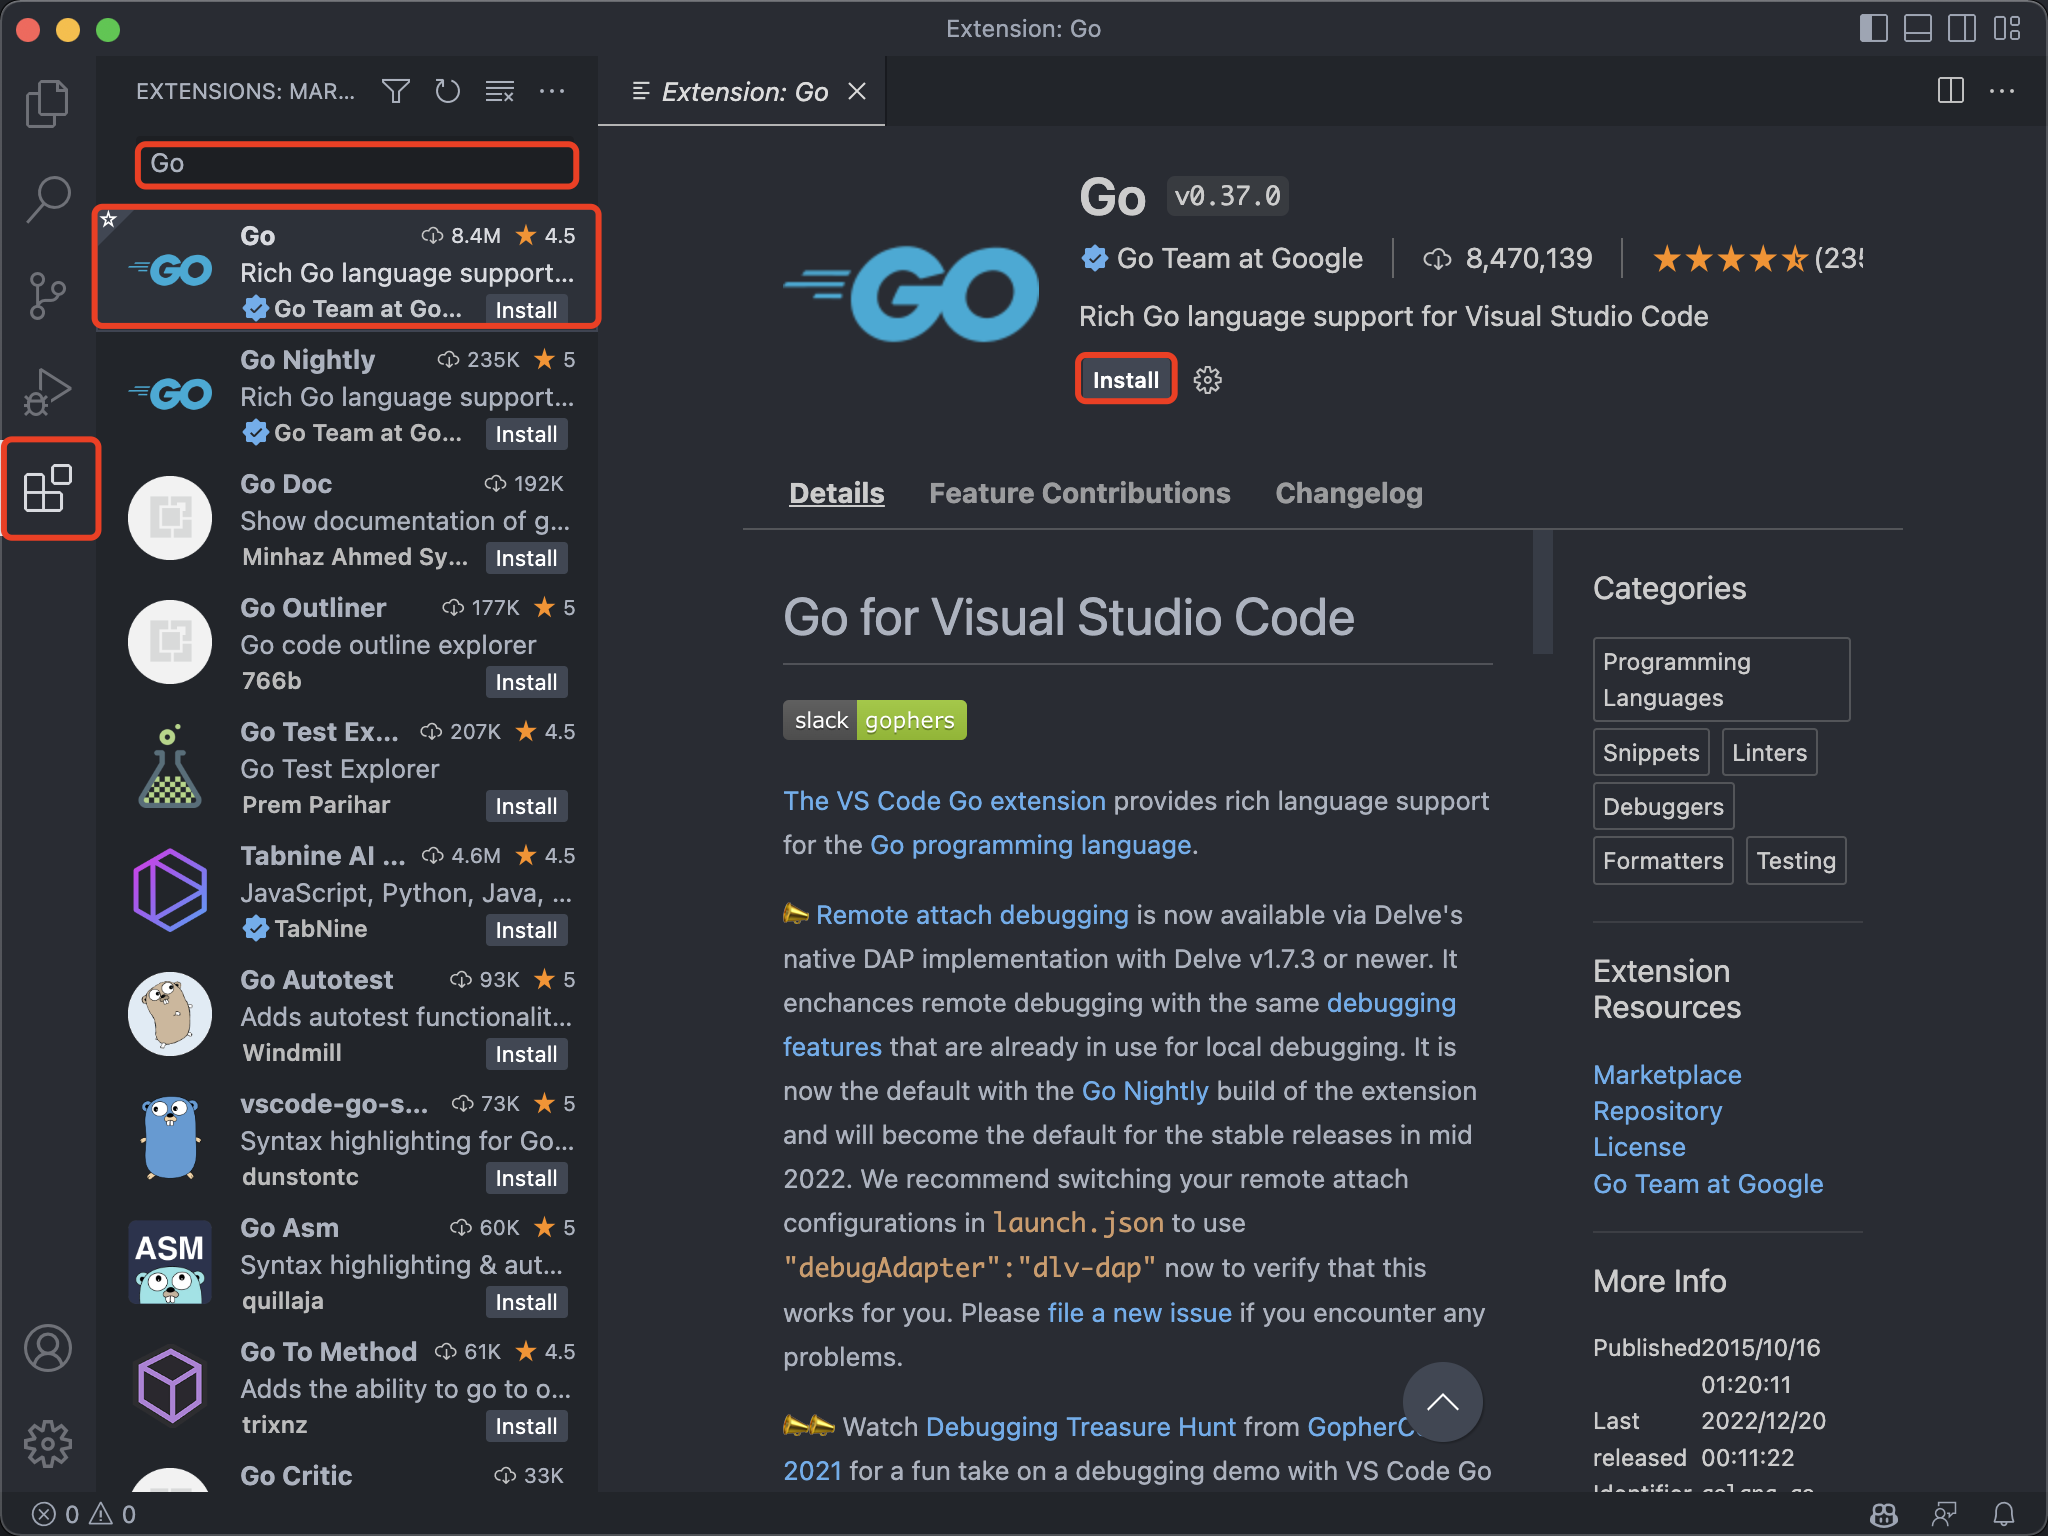 Extension: Go
EXTENSIONS: MAR...
Go
Go 8.4M 4.5
Rich Go language support...
Go Team at Go... Install
GO
Go Nightly 235K 5
Rich Go language support...
Go Team at Go... Install
GO
Go Doc 192K
Show documentation of g...
Minhaz Ahmed Sy... Install
Go Outliner 177K 5
Go code outline explorer
766b Install
Go Test Ex... 207K 4.5
Go Test Explorer
Prem Parihar Install
Tabnine AI ... 4.6M 4.5
JavaScript, Python, Java, ...
TabNine Install
Go Autotest 93K 5
Adds autotest functionalit...
Windmill Install
vscode-go-s... 73K 5
Syntax highlighting for Go...
dunstontc Install
ASM
Go Asm 60K 5
Syntax highlighting & aut...
quillaja Install
Go To Method 61K 4.5
Adds the ability to go to o...
trixnz Install
Go Critic 33K
0 0
Extension: Go
GO
Go v0.37.0
Go Team at Google 8,470,139 (235
Rich Go language support for Visual Studio Code
Install
Details Feature Contributions Changelog
Go for Visual Studio Code
slack gophers
The VS Code Go extension provides rich language support
for the Go programming language.
Remote attach debugging is now available via Delve's
native DAP implementation with Delve v1.7.3 or newer. It
enchances remote debugging with the same debugging
features that are already in use for local debugging. It is
now the default with the Go Nightly build of the extension
and will become the default for the stable releases in mid
2022. We recommend switching your remote attach
configurations in launch.json to use
"debugAdapter":"dlv-dap" now to verify that this
works for you. Please file a new issue if you encounter any
problems.
Watch Debugging Treasure Hunt from GopherC
2021 for a fun take on a debugging demo with VS Code Go
Categories
Programming
Languages
Snippets Linters
Debuggers
Formatters Testing
Extension
Resources
Marketplace
Repository
License
Go Team at Google
More Info
Published 2015/10/16
01:20:11
Last 2022/12/20
released 00:11:22
Identifier golang.go